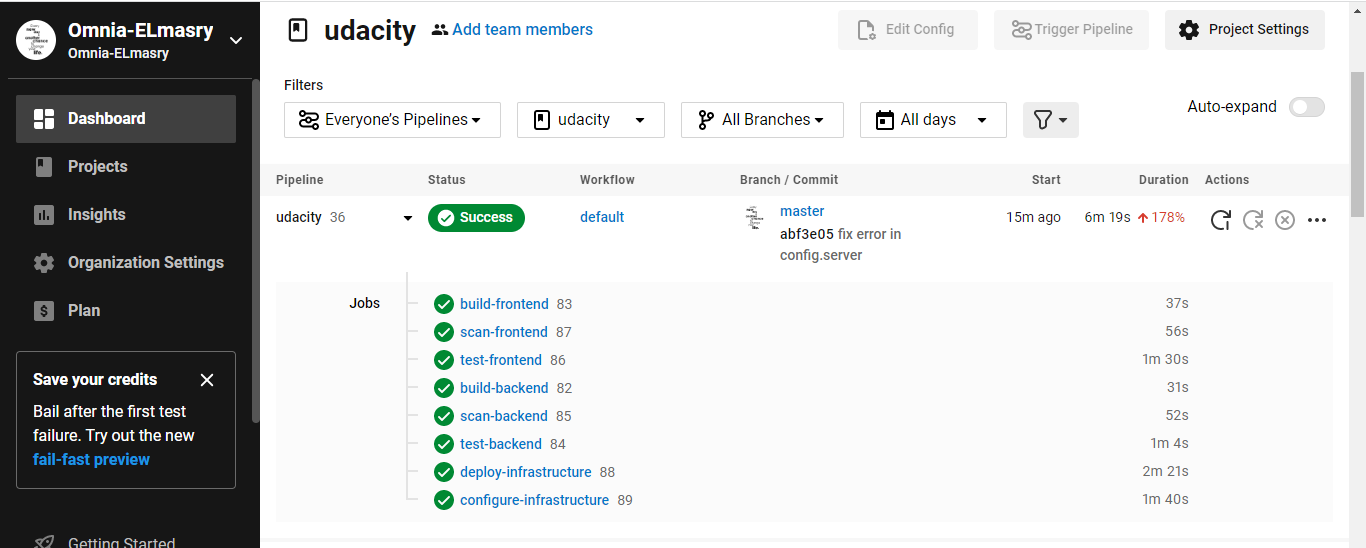 Omnia-ELmasry
Omnia-ELmasry
Dashboard
Projects
Insights
Organization Settings
Plan
Save your credits
Bail after the first test
failure. Try out the new
fail-fast preview
Getting Started
udacity
Add team members
Edit Config
Trigger Pipeline
Project Settings
Filters
Everyone's Pipelines
udacity
All Branches
All days
Auto-expand
Pipeline Status Workflow Branch / Commit Start Duration Actions
udacity 36 Success default master 15m ago 6m 19s 178%
abf3e05 fix error in
config.server
Jobs
build-frontend 83 37s
scan-frontend 87 56s
test-frontend 86 1m 30s
build-backend 82 31s
scan-backend 85 52s
test-backend 84 1m 4s
deploy-infrastructure 88 2m 21s
configure-infrastructure 89 1m 40s